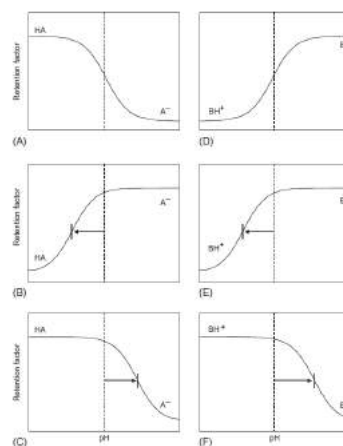 HA
Retention factor
A⁻
(A)
BH⁺
B
(D)
Retention factor
HA
A⁻
(B)
BH⁺
B
(E)
HA
Retention factor
A⁻
(C)
pH
BH⁺
B
(F)
pH